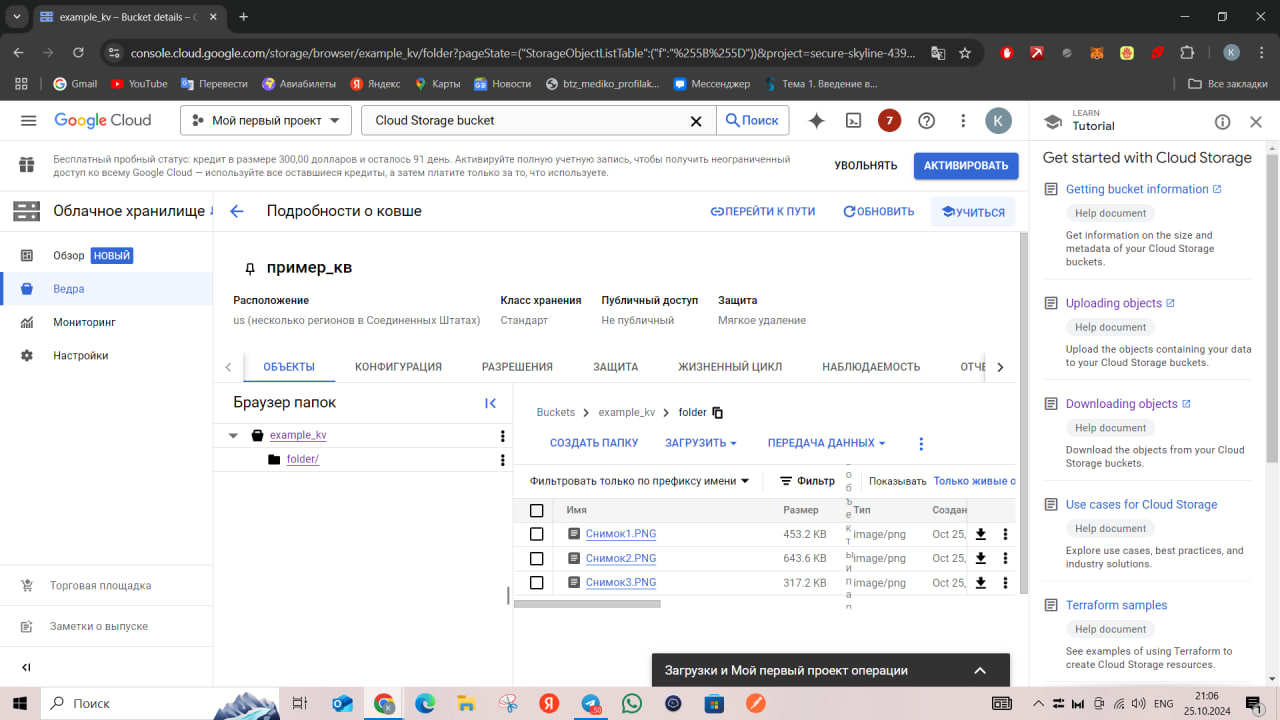 example_kv – Bucket details – C
console.cloud.google.com/storage/browser/example_kv/folder?pageState=("StorageObjectListTable":("f":"%255B%255D"))&project=secure-skyline-439...
K
Gmail
YouTube
Перевести
Авиабилеты
Яндекс
Карты
Новости
btz_mediko_profilak...
Мессенджер
Тема 1. Введение в...
Все закладки
Google Cloud
Мой первый проект
Cloud Storage bucket
Поиск
7
K
Бесплатный пробный статус: кредит в размере 300,00 долларов и осталось 91 день. Активируйте полную учетную запись, чтобы получить неограниченный
доступ ко всему Google Cloud — используйте все оставшиеся кредиты, а затем платите только за то, что используете.
УВОЛЬНЯТЬ
АКТИВИРОВАТЬ
Облачное хранилище
Подробности о ковше
ПЕРЕЙТИ К ПУТИ
ОБНОВИТЬ
УЧИТЬСЯ
Обзор НОВЫЙ
Ведра
Мониторинг
Настройки
Торговая площадка
Заметки о выпуске
пример_кв
Расположение
us (несколько регионов в Соединенных Штатах)
Класс хранения
Стандарт
Публичный доступ
Не публичный
Защита
Мягкое удаление
ОБЪЕКТЫ
КОНФИГУРАЦИЯ
РАЗРЕШЕНИЯ
ЗАЩИТА
ЖИЗНЕННЫЙ ЦИКЛ
НАБЛЮДАЕМОСТЬ
ОТЧЕ
Браузер папок
example_kv
folder/
Buckets
example_kv
folder
СОЗДАТЬ ПАПКУ
ЗАГРУЗИТЬ
ПЕРЕДАЧА ДАННЫХ
Фильтровать только по префиксу имени
Фильтр
Показывать
Только живые о
Имя
Размер
Тип
Создан
Снимок1.PNG
453.2 KB
image/png
Oct 25,
Снимок2.PNG
643.6 KB
image/png
Oct 25,
Снимок3.PNG
317.2 KB
image/png
Oct 25,
Загрузки и Мой первый проект операции
LEARN
Tutorial
Get started with Cloud Storage
Getting bucket information
Help document
Get information on the size and
metadata of your Cloud Storage
buckets.
Uploading objects
Help document
Upload the objects containing your data
to your Cloud Storage buckets.
Downloading objects
Help document
Download the objects from your Cloud
Storage buckets.
Use cases for Cloud Storage
Help document
Explore use cases, best practices, and
industry solutions.
Terraform samples
Help document
See examples of using Terraform to
create Cloud Storage resources.
Поиск
50
ENG
21:06
25.10.2024
1